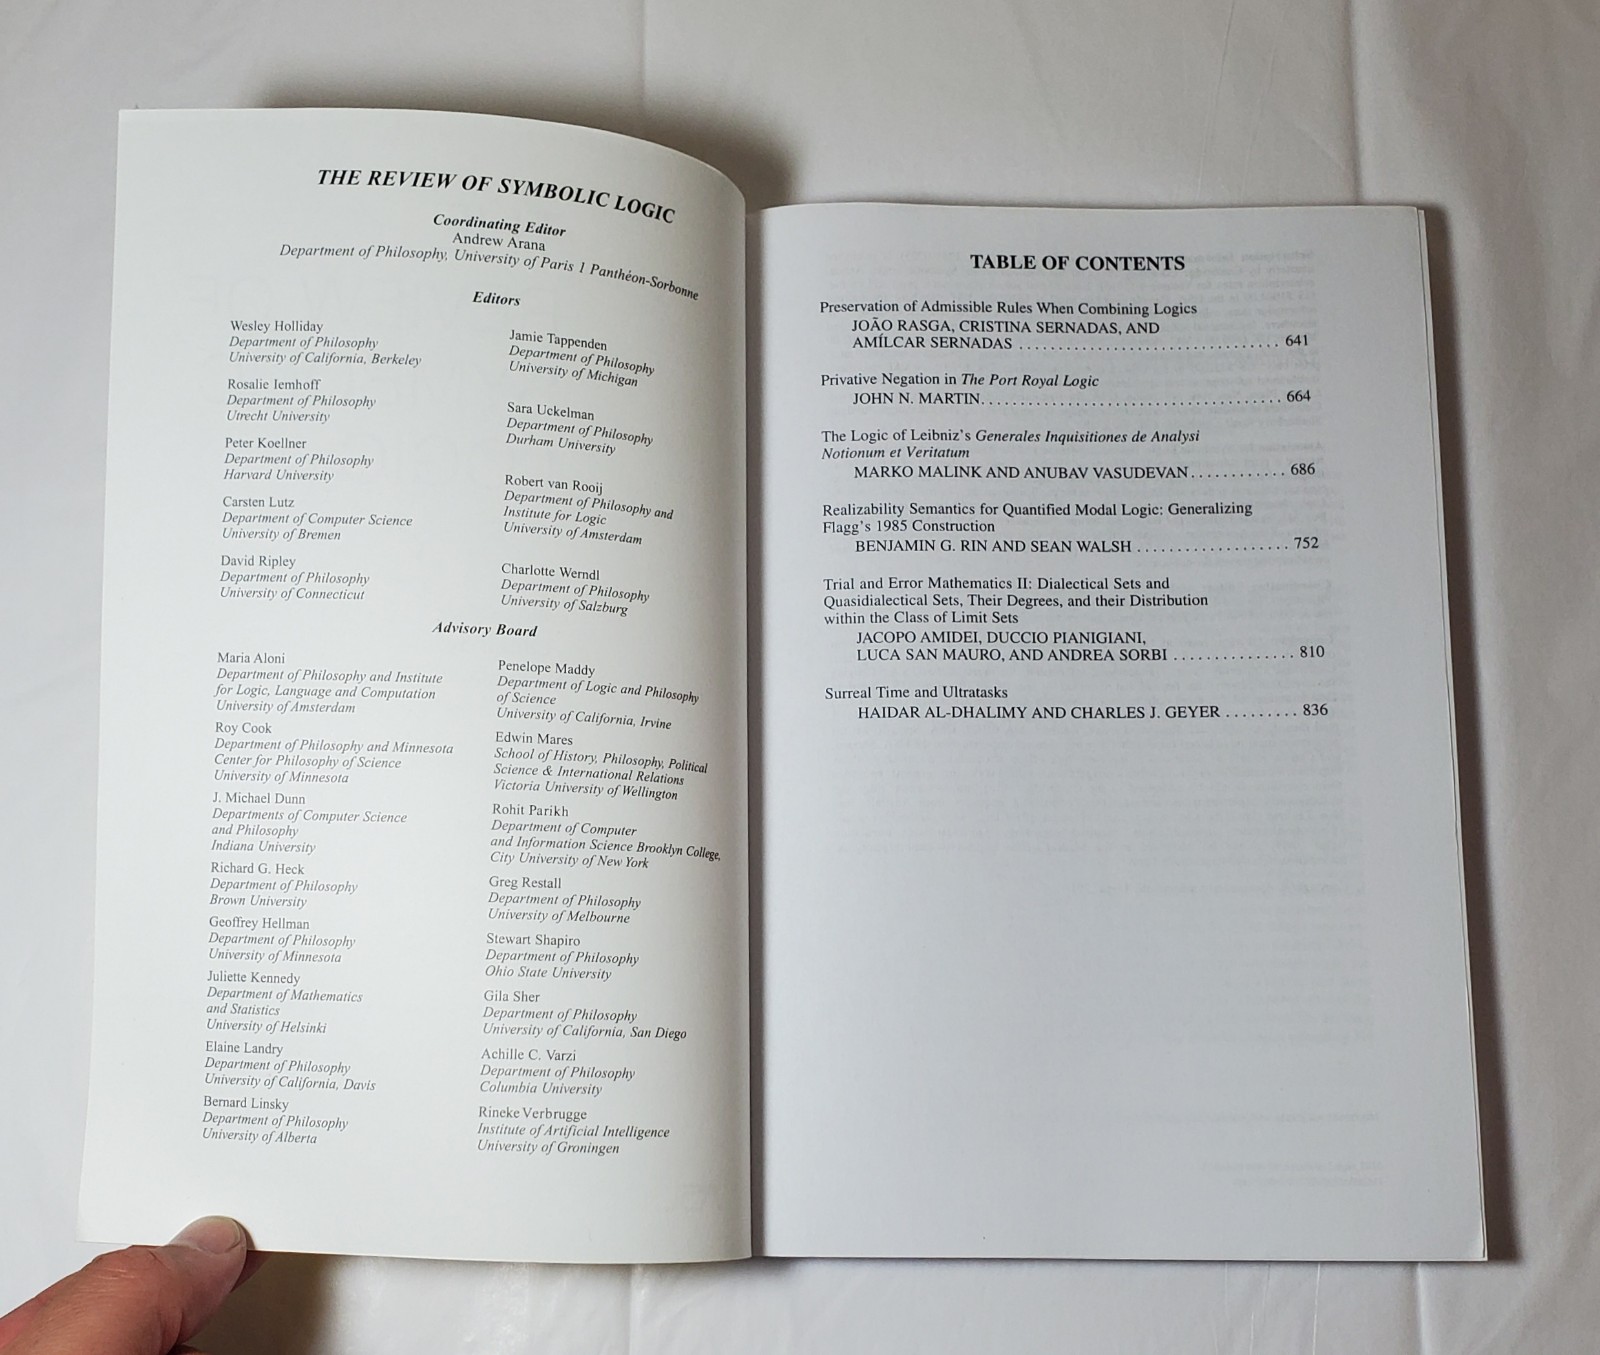 THE REVIEW OF SYMBOLIC LOGIC
Coordinating Editor
Andrew Arana
Department of Philosophy, University of Paris 1 Panthéon-Sorbonne
Editors
Wesley Holliday
Department of Philosophy
University of California, Berkeley
Rosalie Iemhoff
Department of Philosophy
Utrecht University
Peter Koellner
Department of Philosophy
Harvard University
Carsten Lutz
Department of Computer Science
University of Bremen
David Ripley
Department of Philosophy
University of Connecticut
Jamie Tappenden
Department of Philosophy
University of Michigan
Sara Uckelman
Department of Philosophy
Durham University
Robert van Rooij
Department of Philosophy and
Institute for Logic
University of Amsterdam
Charlotte Werndl
Department of Philosophy
University of Salzburg
Advisory Board
Maria Aloni
Department of Philosophy and Institute
for Logic, Language and Computation
University of Amsterdam
Roy Cook
Department of Philosophy and Minnesota
Center for Philosophy of Science
University of Minnesota
J. Michael Dunn
Departments of Computer Science
and Philosophy
Indiana University
Richard G. Heck
Department of Philosophy
Brown University
Geoffrey Hellman
Department of Philosophy
University of Minnesota
Juliette Kennedy
Department of Mathematics
and Statistics
University of Helsinki
Elaine Landry
Department of Philosophy
University of California, Davis
Bernard Linsky
Department of Philosophy
University of Alberta
Penelope Maddy
Department of Logic and Philosophy
of Science
University of California, Irvine
Edwin Mares
School of History, Philosophy, Political
Science & International Relations
Victoria University of Wellington
Rohit Parikh
Department of Computer
and Information Science Brooklyn College,
City University of New York
Greg Restall
Department of Philosophy
University of Melbourne
Stewart Shapiro
Department of Philosophy
Ohio State University
Gila Sher
Department of Philosophy
University of California, San Diego
Achille C. Varzi
Department of Philosophy
Columbia University
Rineke Verbrugge
Institute of Artificial Intelligence
University of Groningen
TABLE OF CONTENTS
Preservation of Admissible Rules When Combining Logics
JOÃO RASGA, CRISTINA SERNADAS, AND
AMÍLCAR SERNADAS ................................. 641
Privative Negation in The Port Royal Logic
JOHN N. MARTIN...................................... 664
The Logic of Leibniz's Generales Inquisitiones de Analysi
Notionum et Veritatum
MARKO MALINK AND ANUBAV VASUDEVAN............ 686
Realizability Semantics for Quantified Modal Logic: Generalizing
Flagg's 1985 Construction
BENJAMIN G. RIN AND SEAN WALSH ................... 752
Trial and Error Mathematics II: Dialectical Sets and
Quasidialectical Sets, Their Degrees, and their Distribution
within the Class of Limit Sets
JACOPO AMIDEI, DUCCIO PIANIGIANI,
LUCA SAN MAURO, AND ANDREA SORBI ............... 810
Surreal Time and Ultratasks
HAIDAR AL-DHALIMY AND CHARLES J. GEYER ......... 836